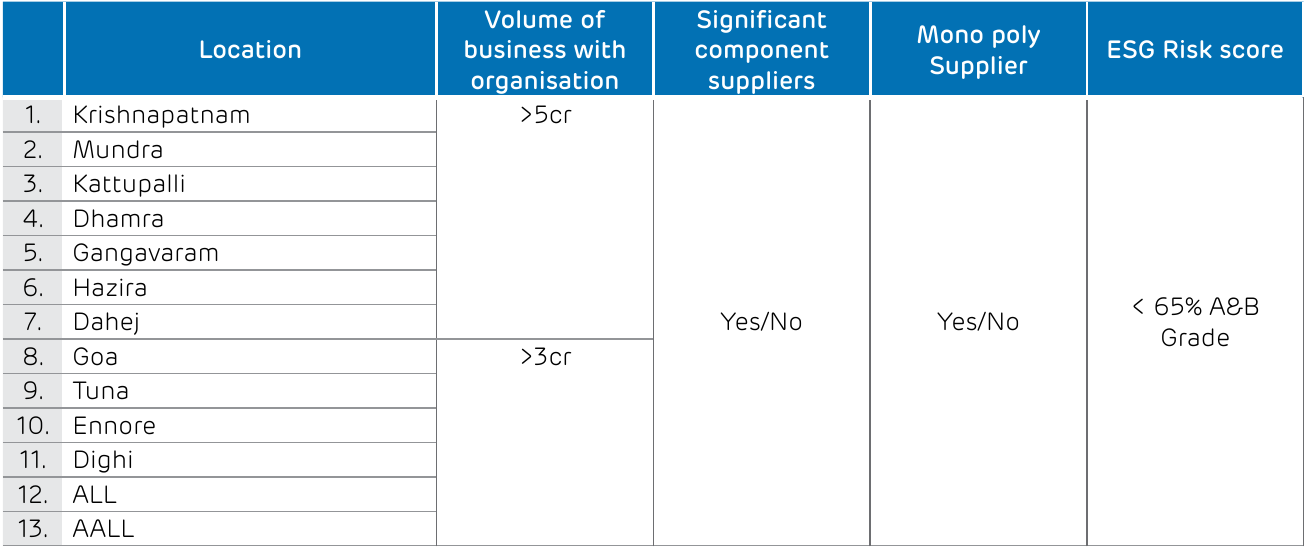 Location
Volume of
business with
organisation
Significant
component
suppliers
Mono poly
Supplier
ESG Risk score
1. Krishnapatnam >5cr
2. Mundra
3. Kattupalli
4. Dhamra
5. Gangavaram
6. Hazira
7. Dahej
Yes/No
Yes/No
< 65% A&B
Grade
8. Goa >3cr
9. Tuna
10. Ennore
11. Dighi
12. ALL
13. AALL